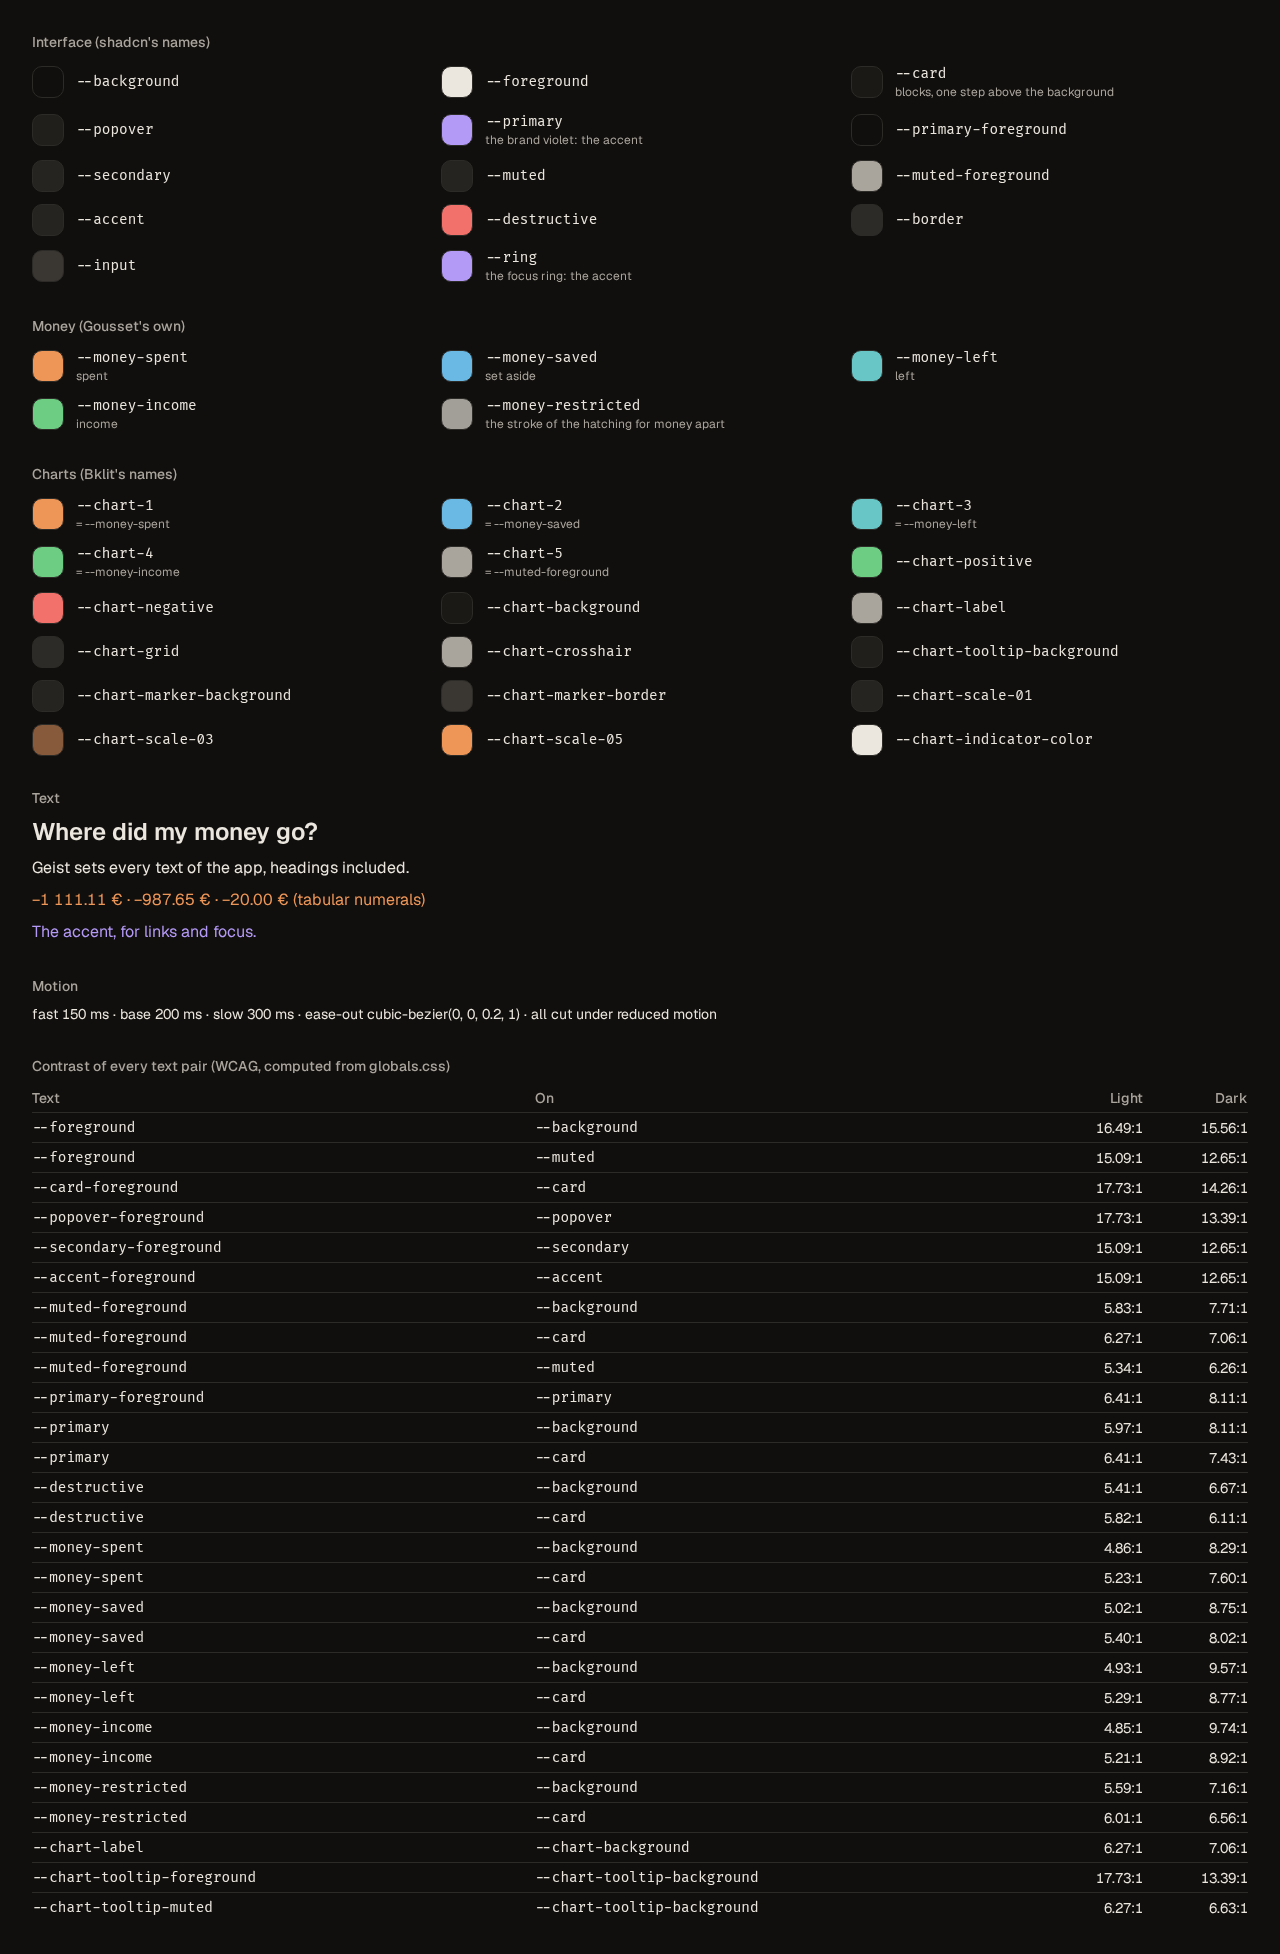 Interface (shadcn's names)
--background
--foreground
--card
blocks, one step above the background
--popover
--primary
the brand violet: the accent
--primary-foreground
--secondary
--muted
--muted-foreground
--accent
--destructive
--border
--input
--ring
the focus ring: the accent
Money (Gousset's own)
--money-spent
spent
--money-saved
set aside
--money-left
left
--money-income
income
--money-restricted
the stroke of the hatching for money apart
Charts (Bklit's names)
--chart-1
= --money-spent
--chart-2
= --money-saved
--chart-3
= --money-left
--chart-4
= --money-income
--chart-5
= --muted-foreground
--chart-positive
--chart-negative
--chart-background
--chart-label
--chart-grid
--chart-crosshair
--chart-tooltip-background
--chart-marker-background
--chart-marker-border
--chart-scale-01
--chart-scale-03
--chart-scale-05
--chart-indicator-color
Text
Where did my money go?
Geist sets every text of the app, headings included.
−1 111.11 € · −987.65 € · −20.00 € (tabular numerals)
The accent, for links and focus.
Motion
fast 150 ms · base 200 ms · slow 300 ms · ease-out cubic-bezier(0, 0, 0.2, 1) · all cut under reduced motion
Contrast of every text pair (WCAG, computed from globals.css)
Text On Light Dark
--foreground --background 16.49:1 15.56:1
--foreground --muted 15.09:1 12.65:1
--card-foreground --card 17.73:1 14.26:1
--popover-foreground --popover 17.73:1 13.39:1
--secondary-foreground --secondary 15.09:1 12.65:1
--accent-foreground --accent 15.09:1 12.65:1
--muted-foreground --background 5.83:1 7.71:1
--muted-foreground --card 6.27:1 7.06:1
--muted-foreground --muted 5.34:1 6.26:1
--primary-foreground --primary 6.41:1 8.11:1
--primary --background 5.97:1 8.11:1
--primary --card 6.41:1 7.43:1
--destructive --background 5.41:1 6.67:1
--destructive --card 5.82:1 6.11:1
--money-spent --background 4.86:1 8.29:1
--money-spent --card 5.23:1 7.60:1
--money-saved --background 5.02:1 8.75:1
--money-saved --card 5.40:1 8.02:1
--money-left --background 4.93:1 9.57:1
--money-left --card 5.29:1 8.77:1
--money-income --background 4.85:1 9.74:1
--money-income --card 5.21:1 8.92:1
--money-restricted --background 5.59:1 7.16:1
--money-restricted --card 6.01:1 6.56:1
--chart-label --chart-background 6.27:1 7.06:1
--chart-tooltip-foreground --chart-tooltip-background 17.73:1 13.39:1
--chart-tooltip-muted --chart-tooltip-background 6.27:1 6.63:1